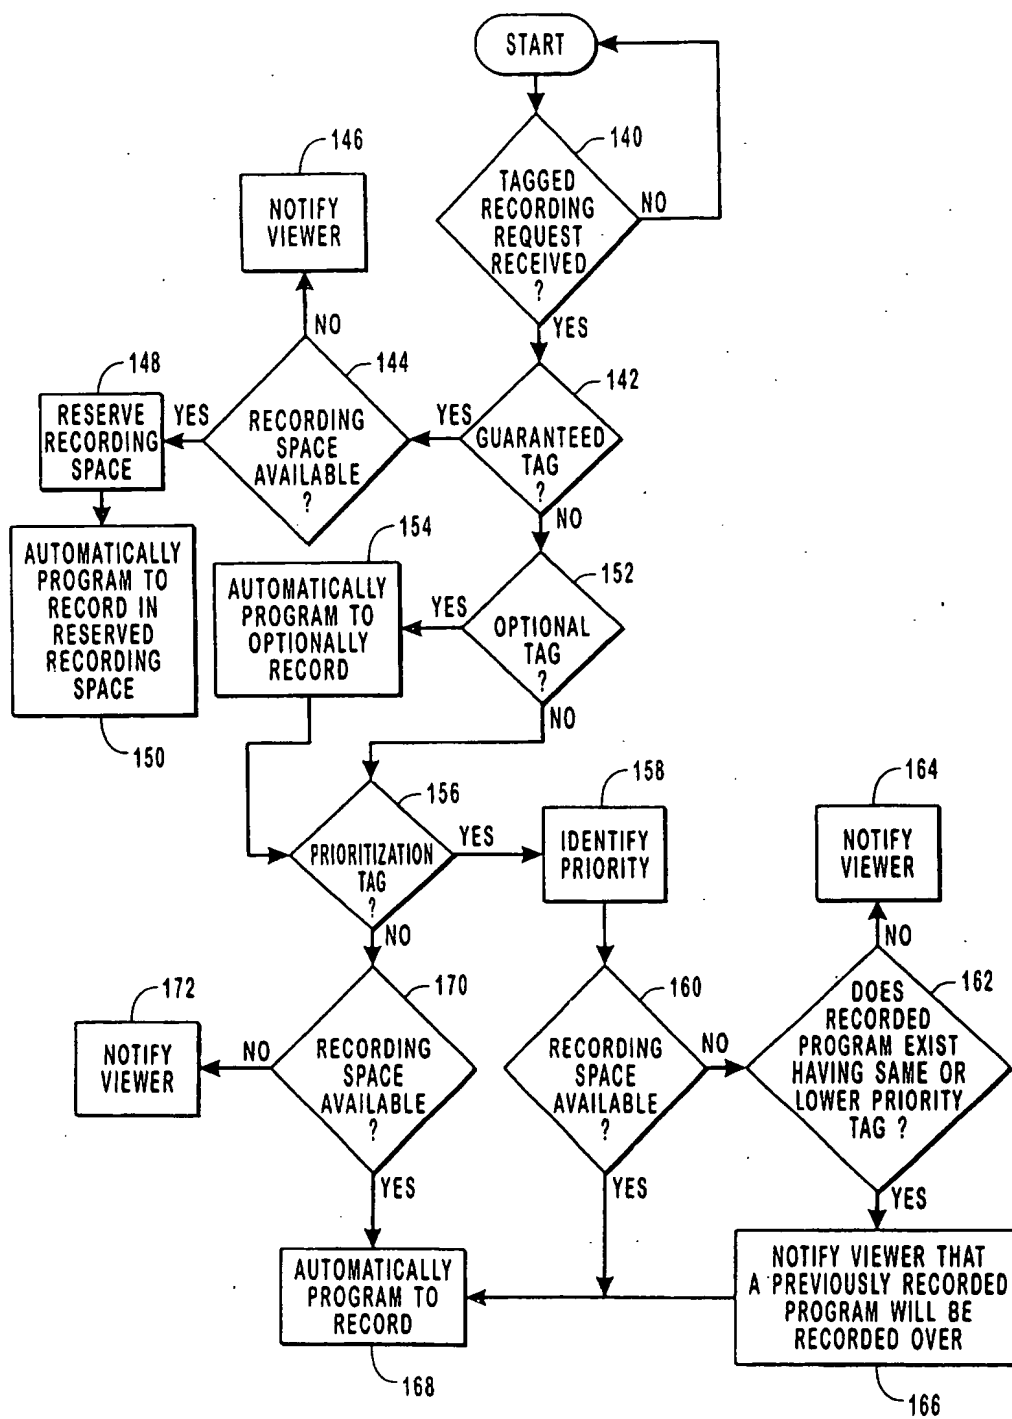 START
140
TAGGED
RECORDING
REQUEST
RECEIVED
?
NO
YES
146
NOTIFY
VIEWER
NO
144
RECORDING
SPACE
AVAILABLE
?
YES
148
RESERVE
RECORDING
SPACE
142
GUARANTEED
TAG
?
YES
NO
AUTOMATICALLY
PROGRAM TO
RECORD IN
RESERVED
RECORDING
SPACE
150
154
AUTOMATICALLY
PROGRAM TO
OPTIONALLY
RECORD
YES
152
OPTIONAL
TAG
?
NO
156
PRIORITIZATION
TAG
?
YES
NO
158
IDENTIFY
PRIORITY
164
NOTIFY
VIEWER
NO
172
NOTIFY
VIEWER
NO
170
RECORDING
SPACE
AVAILABLE
?
YES
160
RECORDING
SPACE
AVAILABLE
?
NO
YES
162
DOES
RECORDED
PROGRAM EXIST
HAVING SAME OR
LOWER PRIORITY
TAG ?
YES
AUTOMATICALLY
PROGRAM TO
RECORD
168
NOTIFY VIEWER THAT
A PREVIOUSLY RECORDED
PROGRAM WILL BE
RECORDED OVER
166